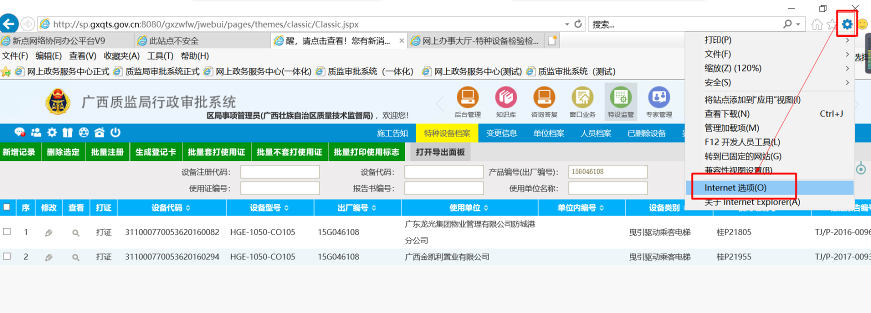 http://sp.gxqts.gov.cn:8080/gxzwfw/jwebui/pages/themes/classic/Classic.jspx
搜索...
新点网络协同办公平台V9
此站点不安全
醒，请点击查看！您有新消...
网上办事大厅-特种设备检验检...
文件(F) 编辑(E) 查看(V) 收藏夹(A) 工具(T) 帮助(H)
网上政务服务中心正式 质监局审批系统正式 网上政务服务中心(一体化) 质监审批系统 （一体化） 网上政务服务中心(测试) 质监审批系统（测试）
打印(P)
文件(F)
缩放(Z) (120%)
安全(S)
将站点添加到"应用"视图(I)
查看下载(N) Ctrl+J
管理加载项(M)
F12 开发人员工具(L)
转到已固定的网站(G)
兼容性视图设置(B)
Internet 选项(O)
关于 Internet Explorer(A)
广西质监局行政审批系统
区局事项管理员(广西壮族自治区质量技术监督局)，欢迎您！
后台管理 知识库 咨询答复 窗口业务 特设监管 专家管理
施工告知 特种设备档案 变更信息 单位档案 人员档案 已删除设备
新增记录 删除选定 批量注册 生成登记卡 批量套打使用证 批量不套打使用证 批量打印使用标志 打开导出面板
设备注册代码： 设备代码： 产品编号(出厂编号)： 15G046108
使用证编号： 报告书编号： 使用单位名称：
序 修改 查看 打证 设备代码 设备型号 出厂编号 使用单位 单位内编号 设备类别
1 打证 311000770053620160082 HGE-1050-CO105 15G046108 广东龙光集团物业管理有限公司防城港分公司 曳引驱动乘客电梯 桂P21805 TJ/P-2016-0096
2 打证 311000770053620160294 HGE-1050-CO105 15G046108 广西金凯利置业有限公司 曳引驱动乘客电梯 桂P21955 TJ/P-2017-0093